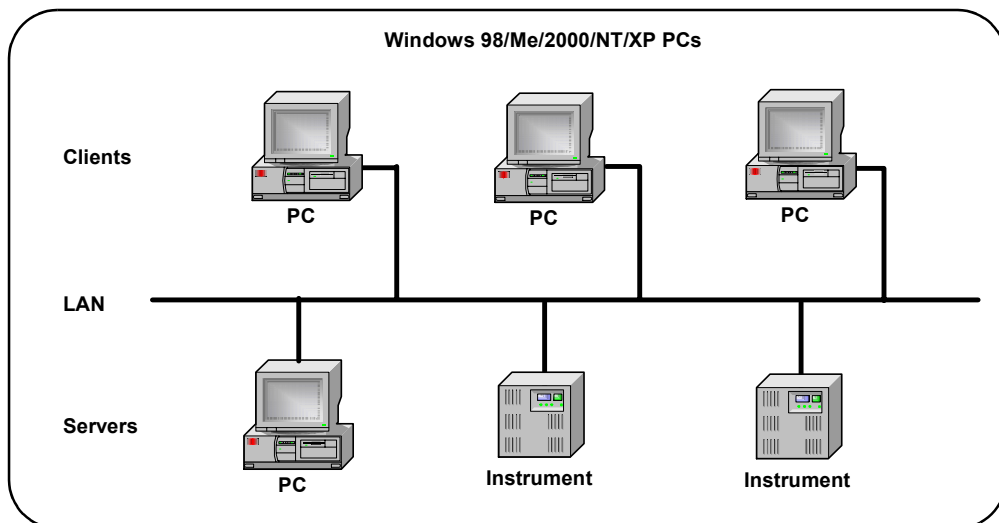 Windows 98/Me/2000/NT/XP PCs
Clients
PC
PC
PC
LAN
Servers
PC
Instrument
Instrument